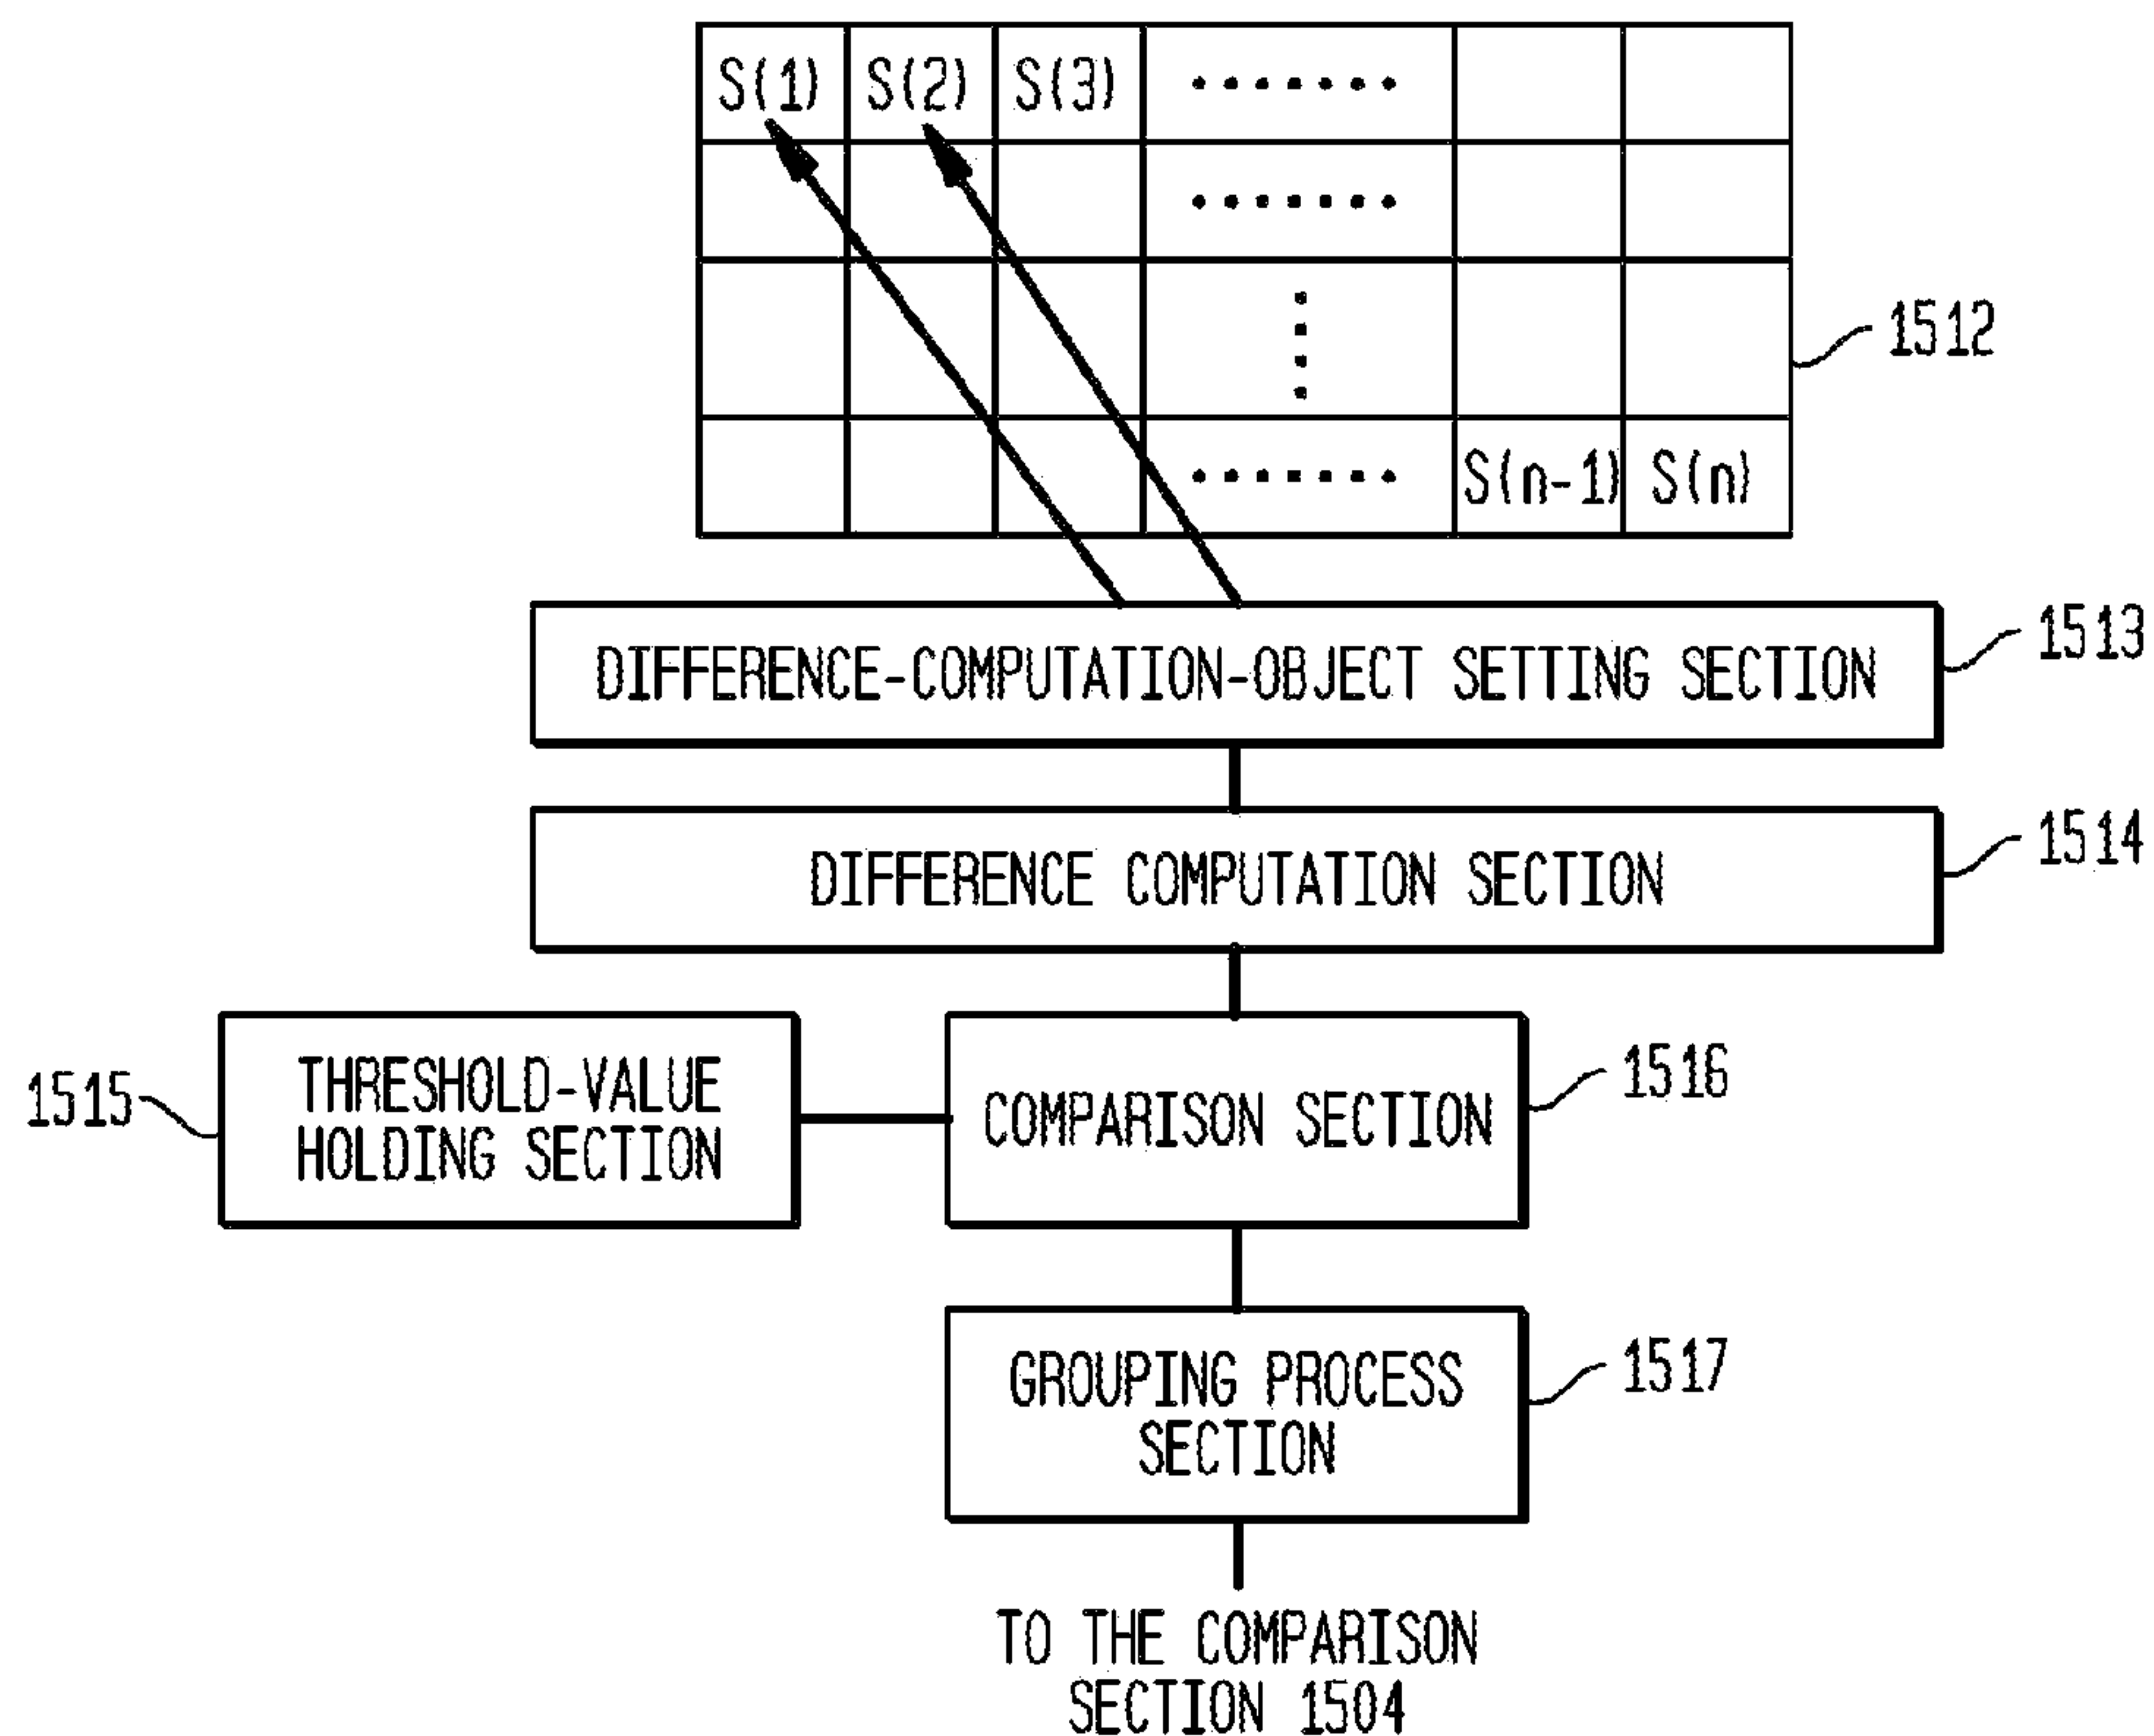 S(1) S(2) S(3) ·······
·······
1512
······· S(n-1) S(n)
DIFFERENCE-COMPUTATION-OBJECT SETTING SECTION
1513
DIFFERENCE COMPUTATION SECTION
1514
1515
THRESHOLD-VALUE
HOLDING SECTION
COMPARISON SECTION
1516
GROUPING PROCESS
SECTION
1517
TO THE COMPARISON
SECTION 1504